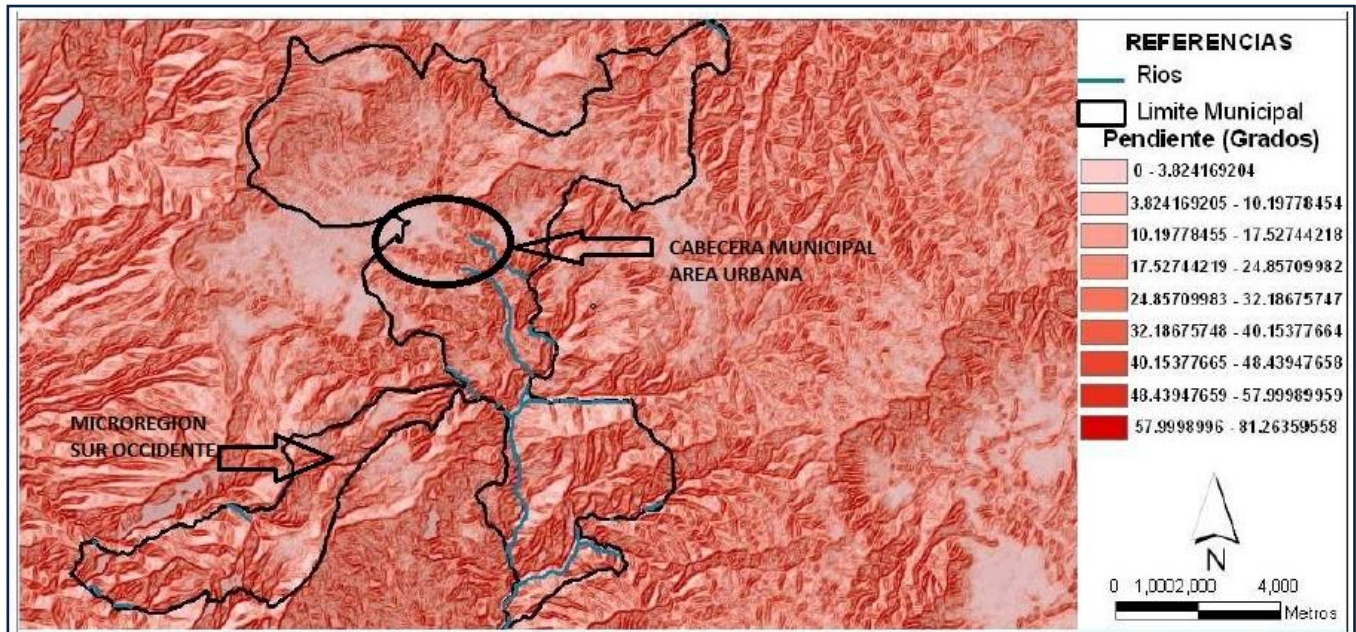 REFERENCIAS
Rios
Limite Municipal
Pendiente (Grados)
0 - 3.824169204
3.824169205 - 10.19778454
10.19778455 - 17.52744218
17.52744219 - 24.85709982
24.85709983 - 32.18675747
32.18675748 - 40.15377664
40.15377665 - 48.43947658
48.43947659 - 57.99989959
57.9998996 - 81.26359558
CABECERA MUNICIPAL
AREA URBANA
MICROREGION
SUR OCCIDENTE
N
0 1,0002,000 4,000
Metros